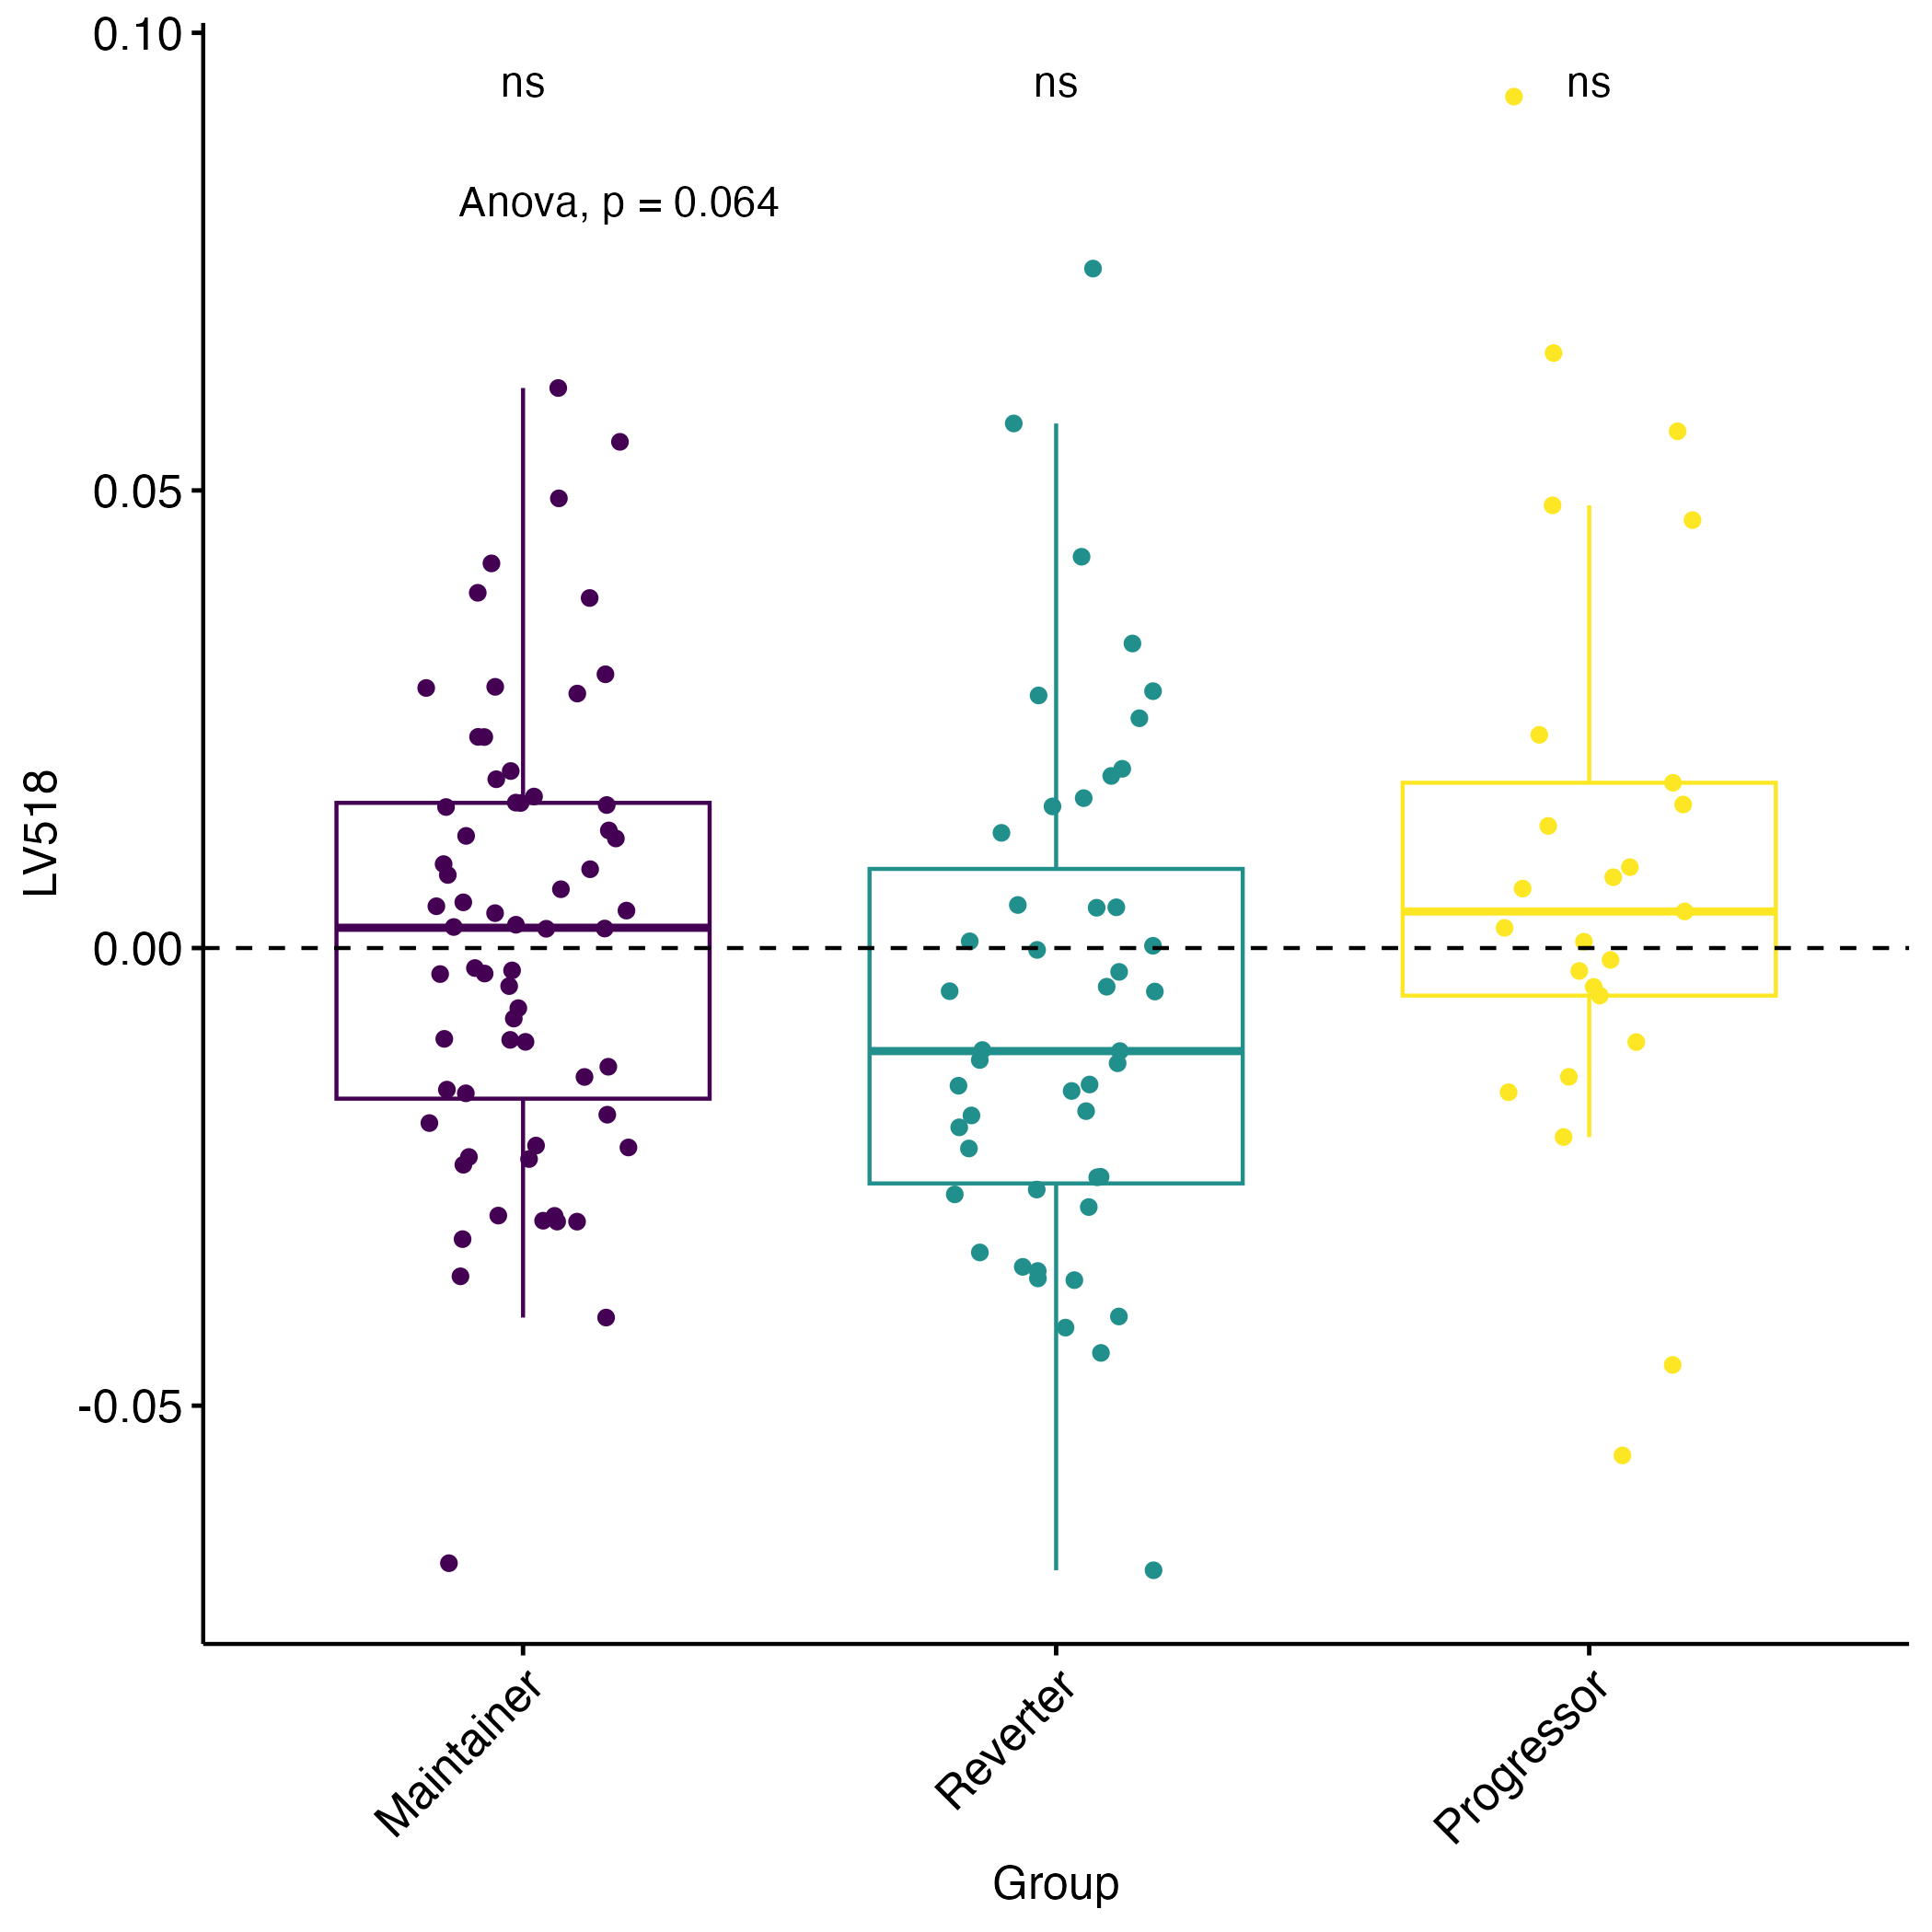 0.10
ns ns ns
Anova, p = 0.064
0.05
LV518
0.00
-0.05
Maintainer Reverter Progressor
Group